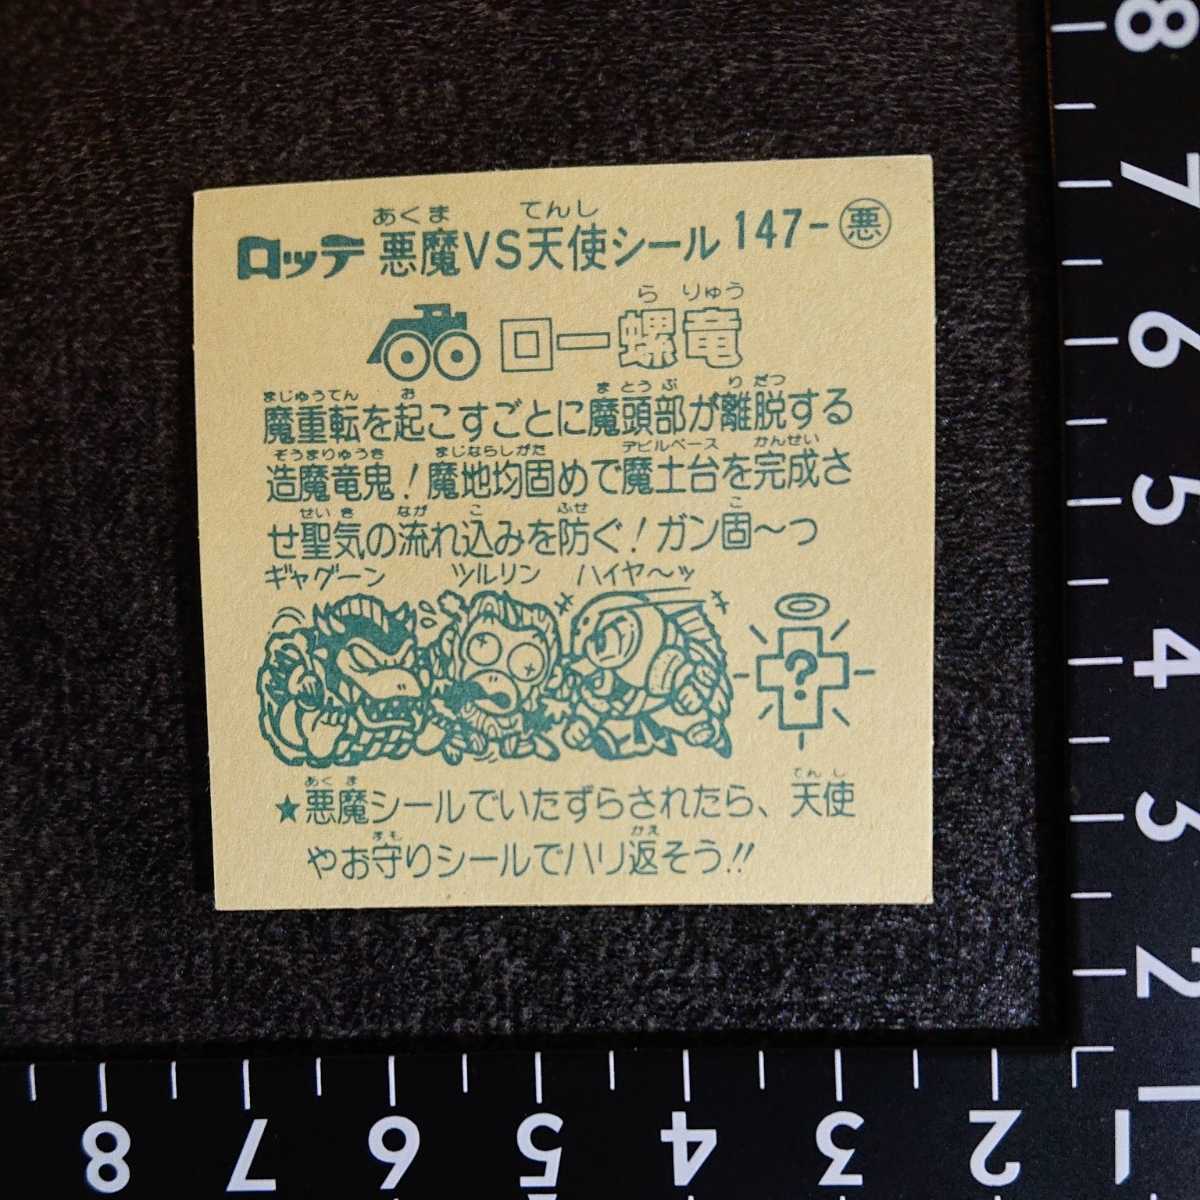 あくま てんし
ロッテ 悪魔VS天使シール 147-悪
ら りゅう
ロー螺竜
まじゅうてん お まとうぶ りだつ
魔重転を起こすごとに魔頭部が離脱する
ぞうまりゅうき まじならしがた デビルベース かんせい
造魔竜鬼！魔地均固めで魔土台を完成さ
せいき なが こ ふせ こ
せ聖気の流れ込みを防ぐ！ガン固〜つ
ギャグーン ツルリン ハイヤ〜ッ
?
あくま てんし
★悪魔シールでいたずらされたら、天使
まも かえ
やお守りシールでハリ返そう!!
8
7
6
5
4
3
2
1
8 7 6 5 4 3 2